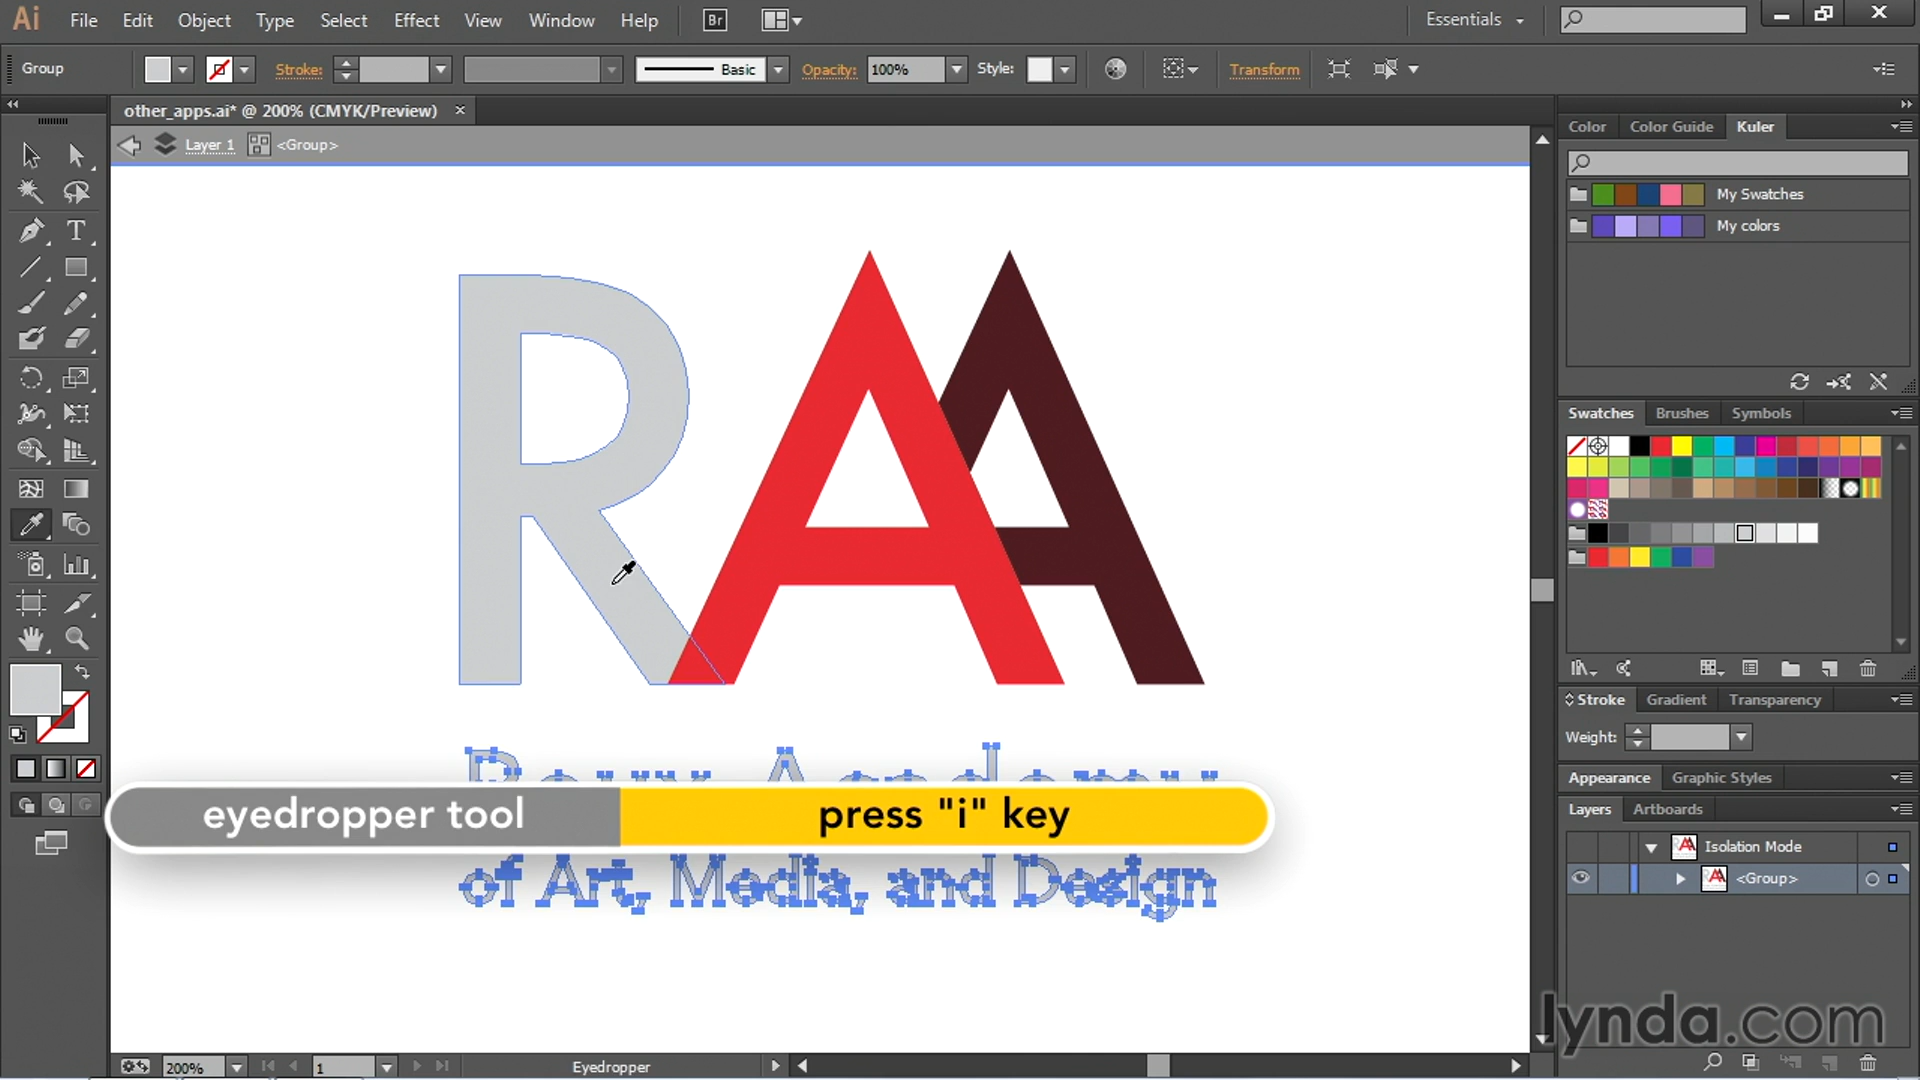 Ai File Edit Object Type Select Effect View Window Help Br Essentials
Group Stroke: Basic Opacity: 100% Style: Transform
other_apps.ai* @ 200% (CMYK/Preview)
Layer 1 <Group>
Color Color Guide Kuler
My Swatches
My colors
RAA
Swatches Brushes Symbols
Stroke Gradient Transparency
Weight:
Academy
eyedropper tool press "i" key
of Art, Media, and Design
Appearance Graphic Styles
Layers Artboards
Isolation Mode
<Group>
lynda.com
200% 1 Eyedropper